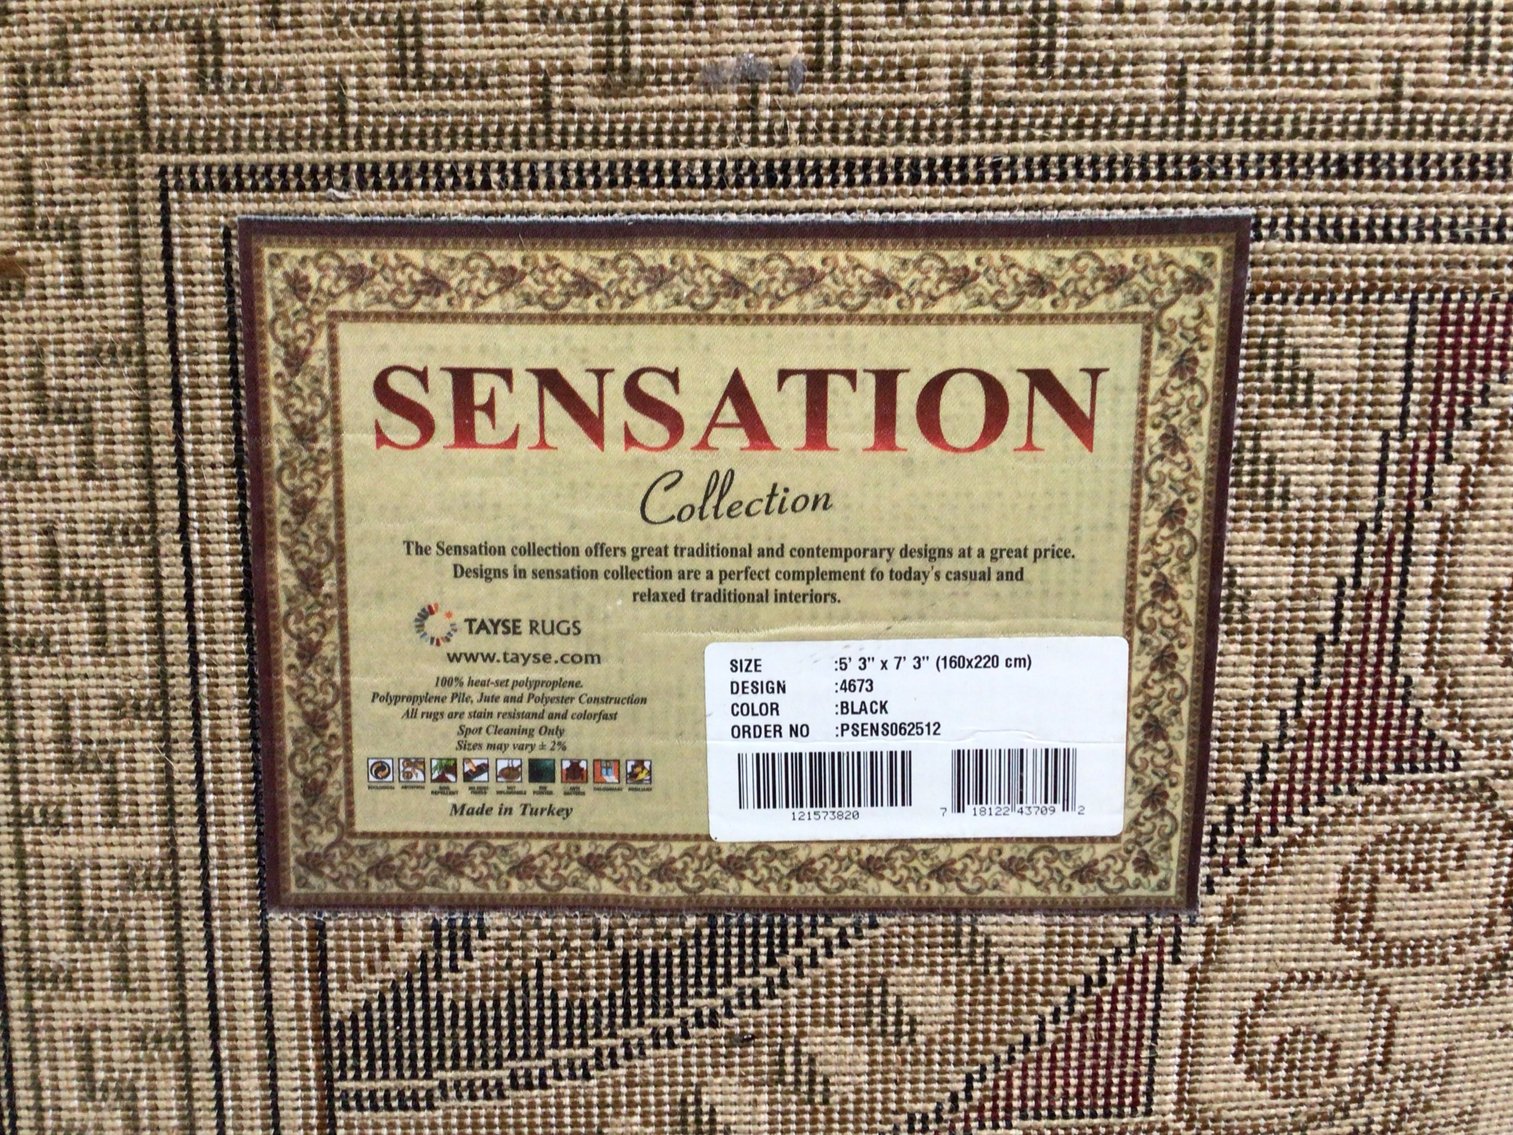 SENSATION
Collection
The Sensation collection offers great traditional and contemporary designs at a great price.
Designs in sensation collection are a perfect complement to today's casual and
relaxed traditional interiors.
TAYSE RUGS
www.tayse.com
100% heat-set polyproplene.
Polypropylene Pile, Jute and Polyester Construction
All rugs are stain resistand and colorfast
Spot Cleaning Only
Sizes may vary ± 2%
Made in Turkey
SIZE :5' 3" x 7' 3" (160x220 cm)
DESIGN :4673
COLOR :BLACK
ORDER NO :PSENS062512
121573820
7 18122 43709 2